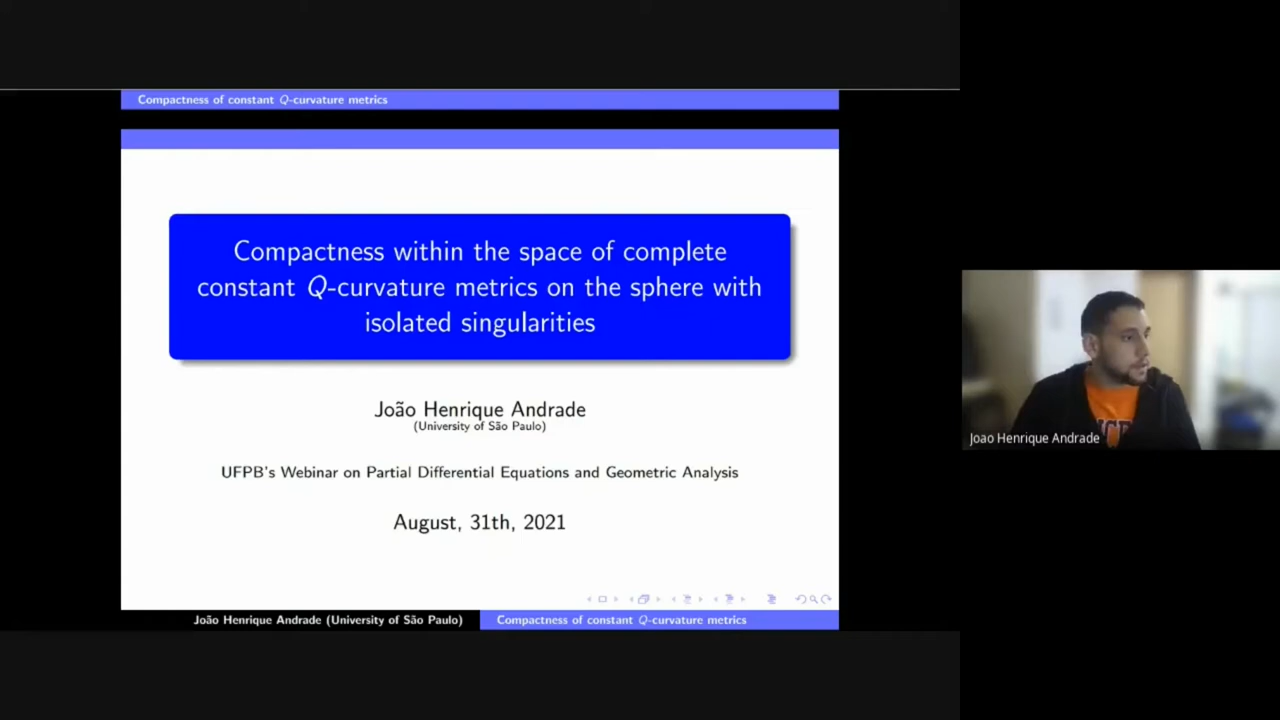 Compactness of constant Q-curvature metrics
Compactness within the space of complete
constant Q-curvature metrics on the sphere with
isolated singularities
João Henrique Andrade
(University of São Paulo)
UFPB's Webinar on Partial Differential Equations and Geometric Analysis
August, 31th, 2021
João Henrique Andrade (University of São Paulo)
Compactness of constant Q-curvature metrics
Joao Henrique Andrade